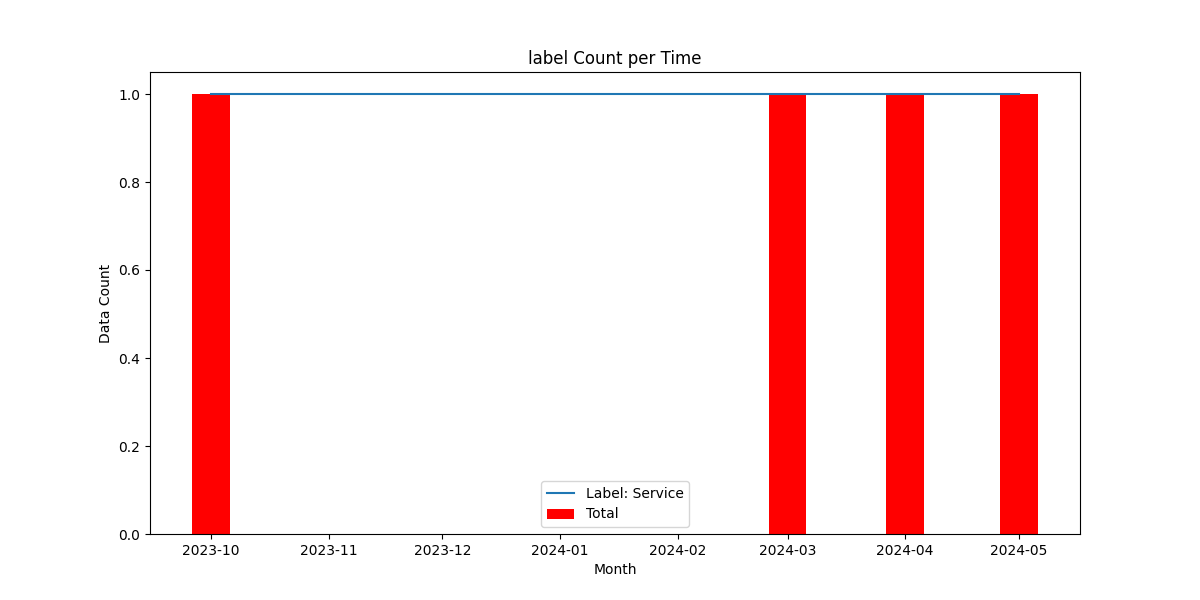 label Count per Time
1.0
0.8
0.6
0.4
0.2
0.0
Data Count
Label: Service
Total
2023-10 2023-11 2023-12 2024-01 2024-02 2024-03 2024-04 2024-05
Month